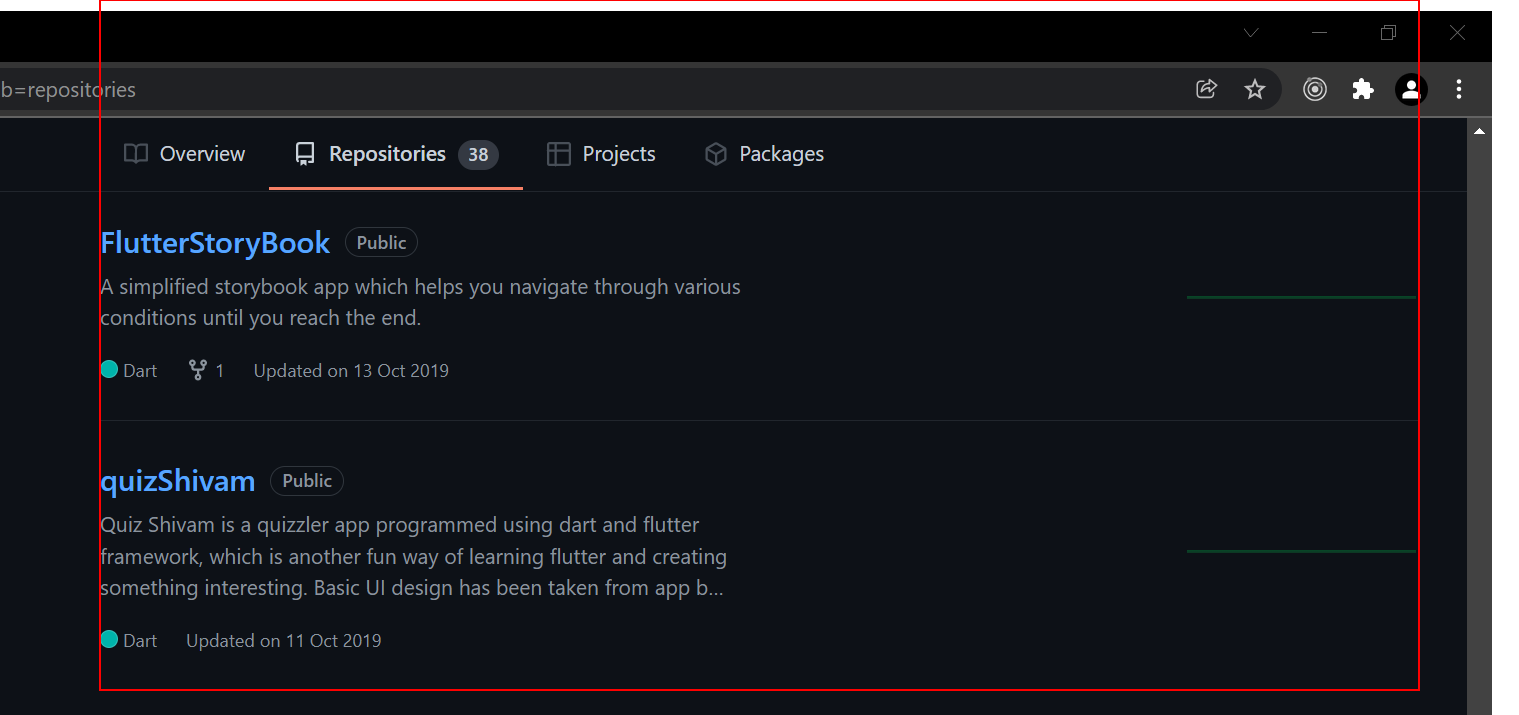 b=repositories
Overview Repositories 38 Projects Packages
FlutterStoryBook Public
A simplified storybook app which helps you navigate through various
conditions until you reach the end.
Dart 1 Updated on 13 Oct 2019
quizShivam Public
Quiz Shivam is a quizzler app programmed using dart and flutter
framework, which is another fun way of learning flutter and creating
something interesting. Basic UI design has been taken from app b...
Dart Updated on 11 Oct 2019